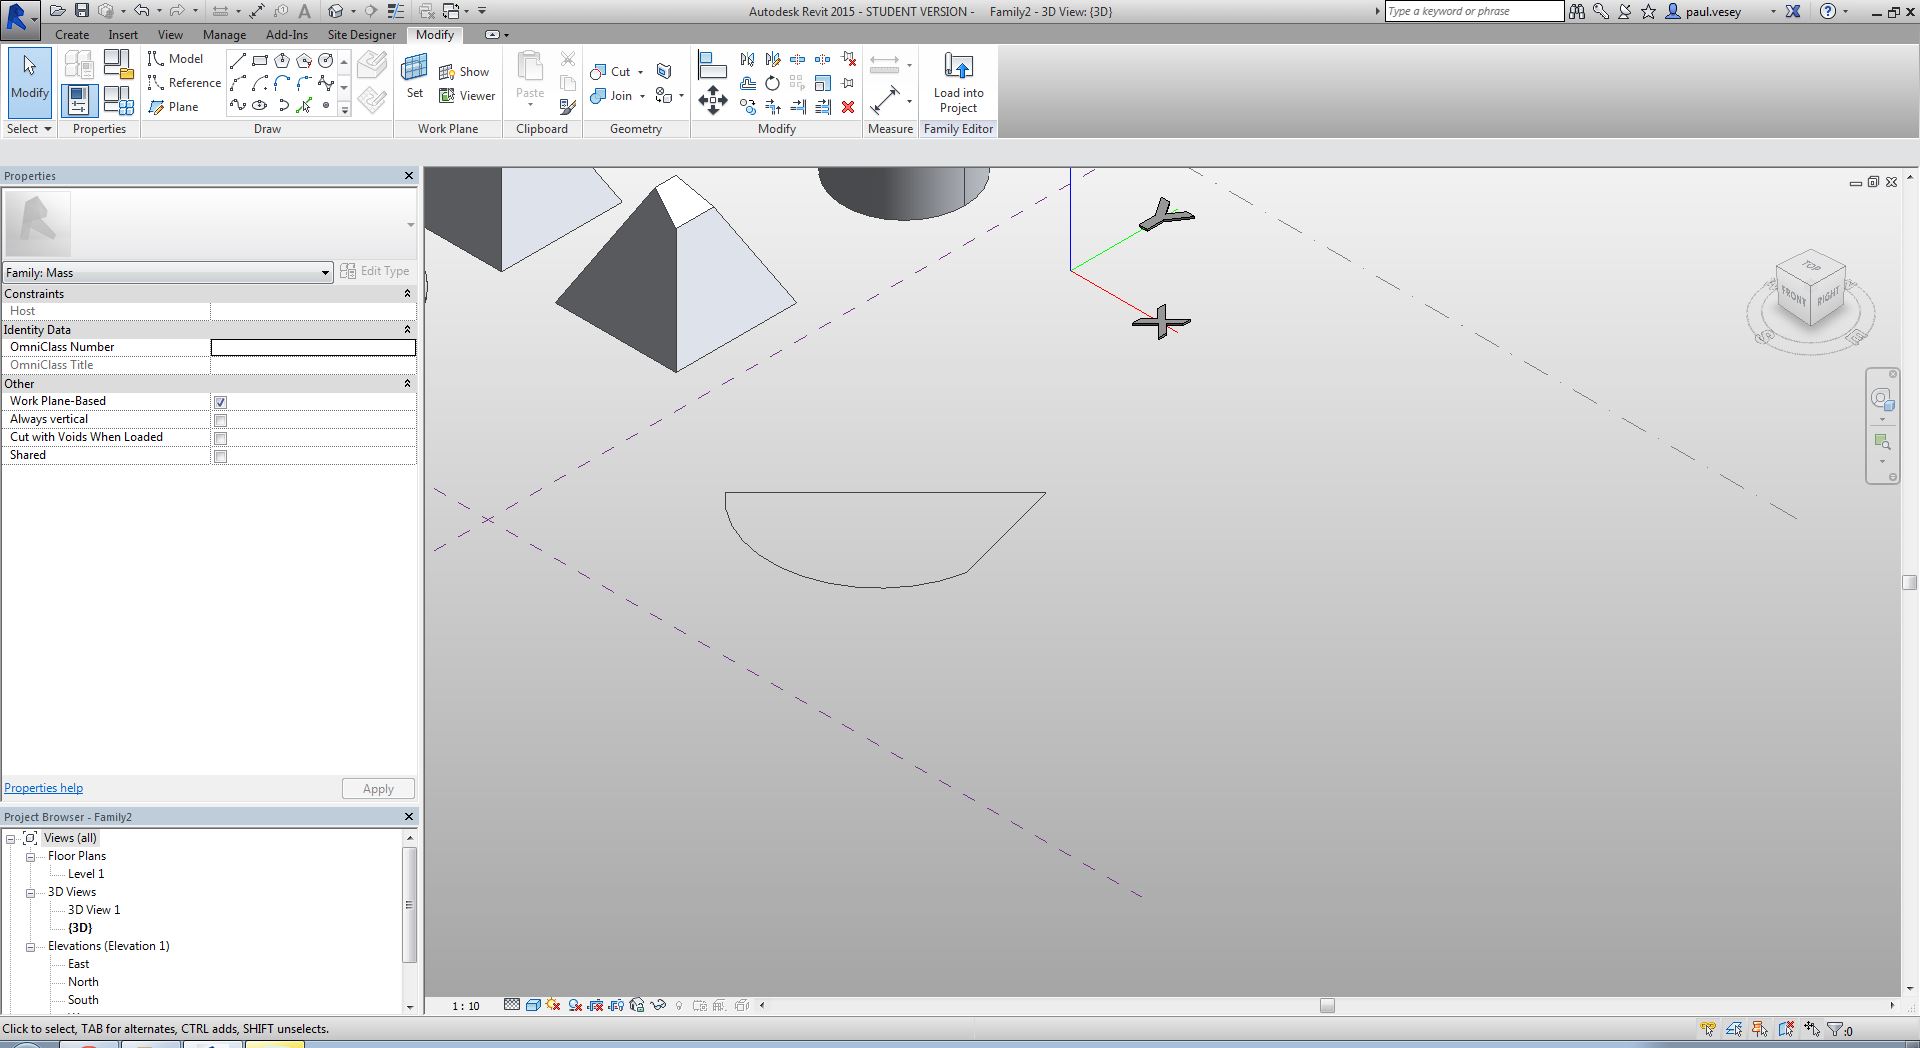 Autodesk Revit 2015 - STUDENT VERSION - Family2 - 3D View: {3D}
Type a keyword or phrase
paul.vesey
Create Insert View Manage Add-Ins Site Designer Modify
Modify
Model
Reference
Plane
Set
Show
Viewer
Paste
Cut
Join
Load into
Project
Select Properties Draw Work Plane Clipboard Geometry Modify Measure Family Editor
Properties
Family: Mass
Edit Type
Constraints
Host
Identity Data
OmniClass Number
OmniClass Title
Other
Work Plane-Based
Always vertical
Cut with Voids When Loaded
Shared
Properties help
Apply
Project Browser - Family2
Views (all)
Floor Plans
Level 1
3D Views
3D View 1
{3D}
Elevations (Elevation 1)
East
North
South
Y
X
TOP
FRONT
RIGHT
1 : 10
Click to select, TAB for alternates, CTRL adds, SHIFT unselects.
:0